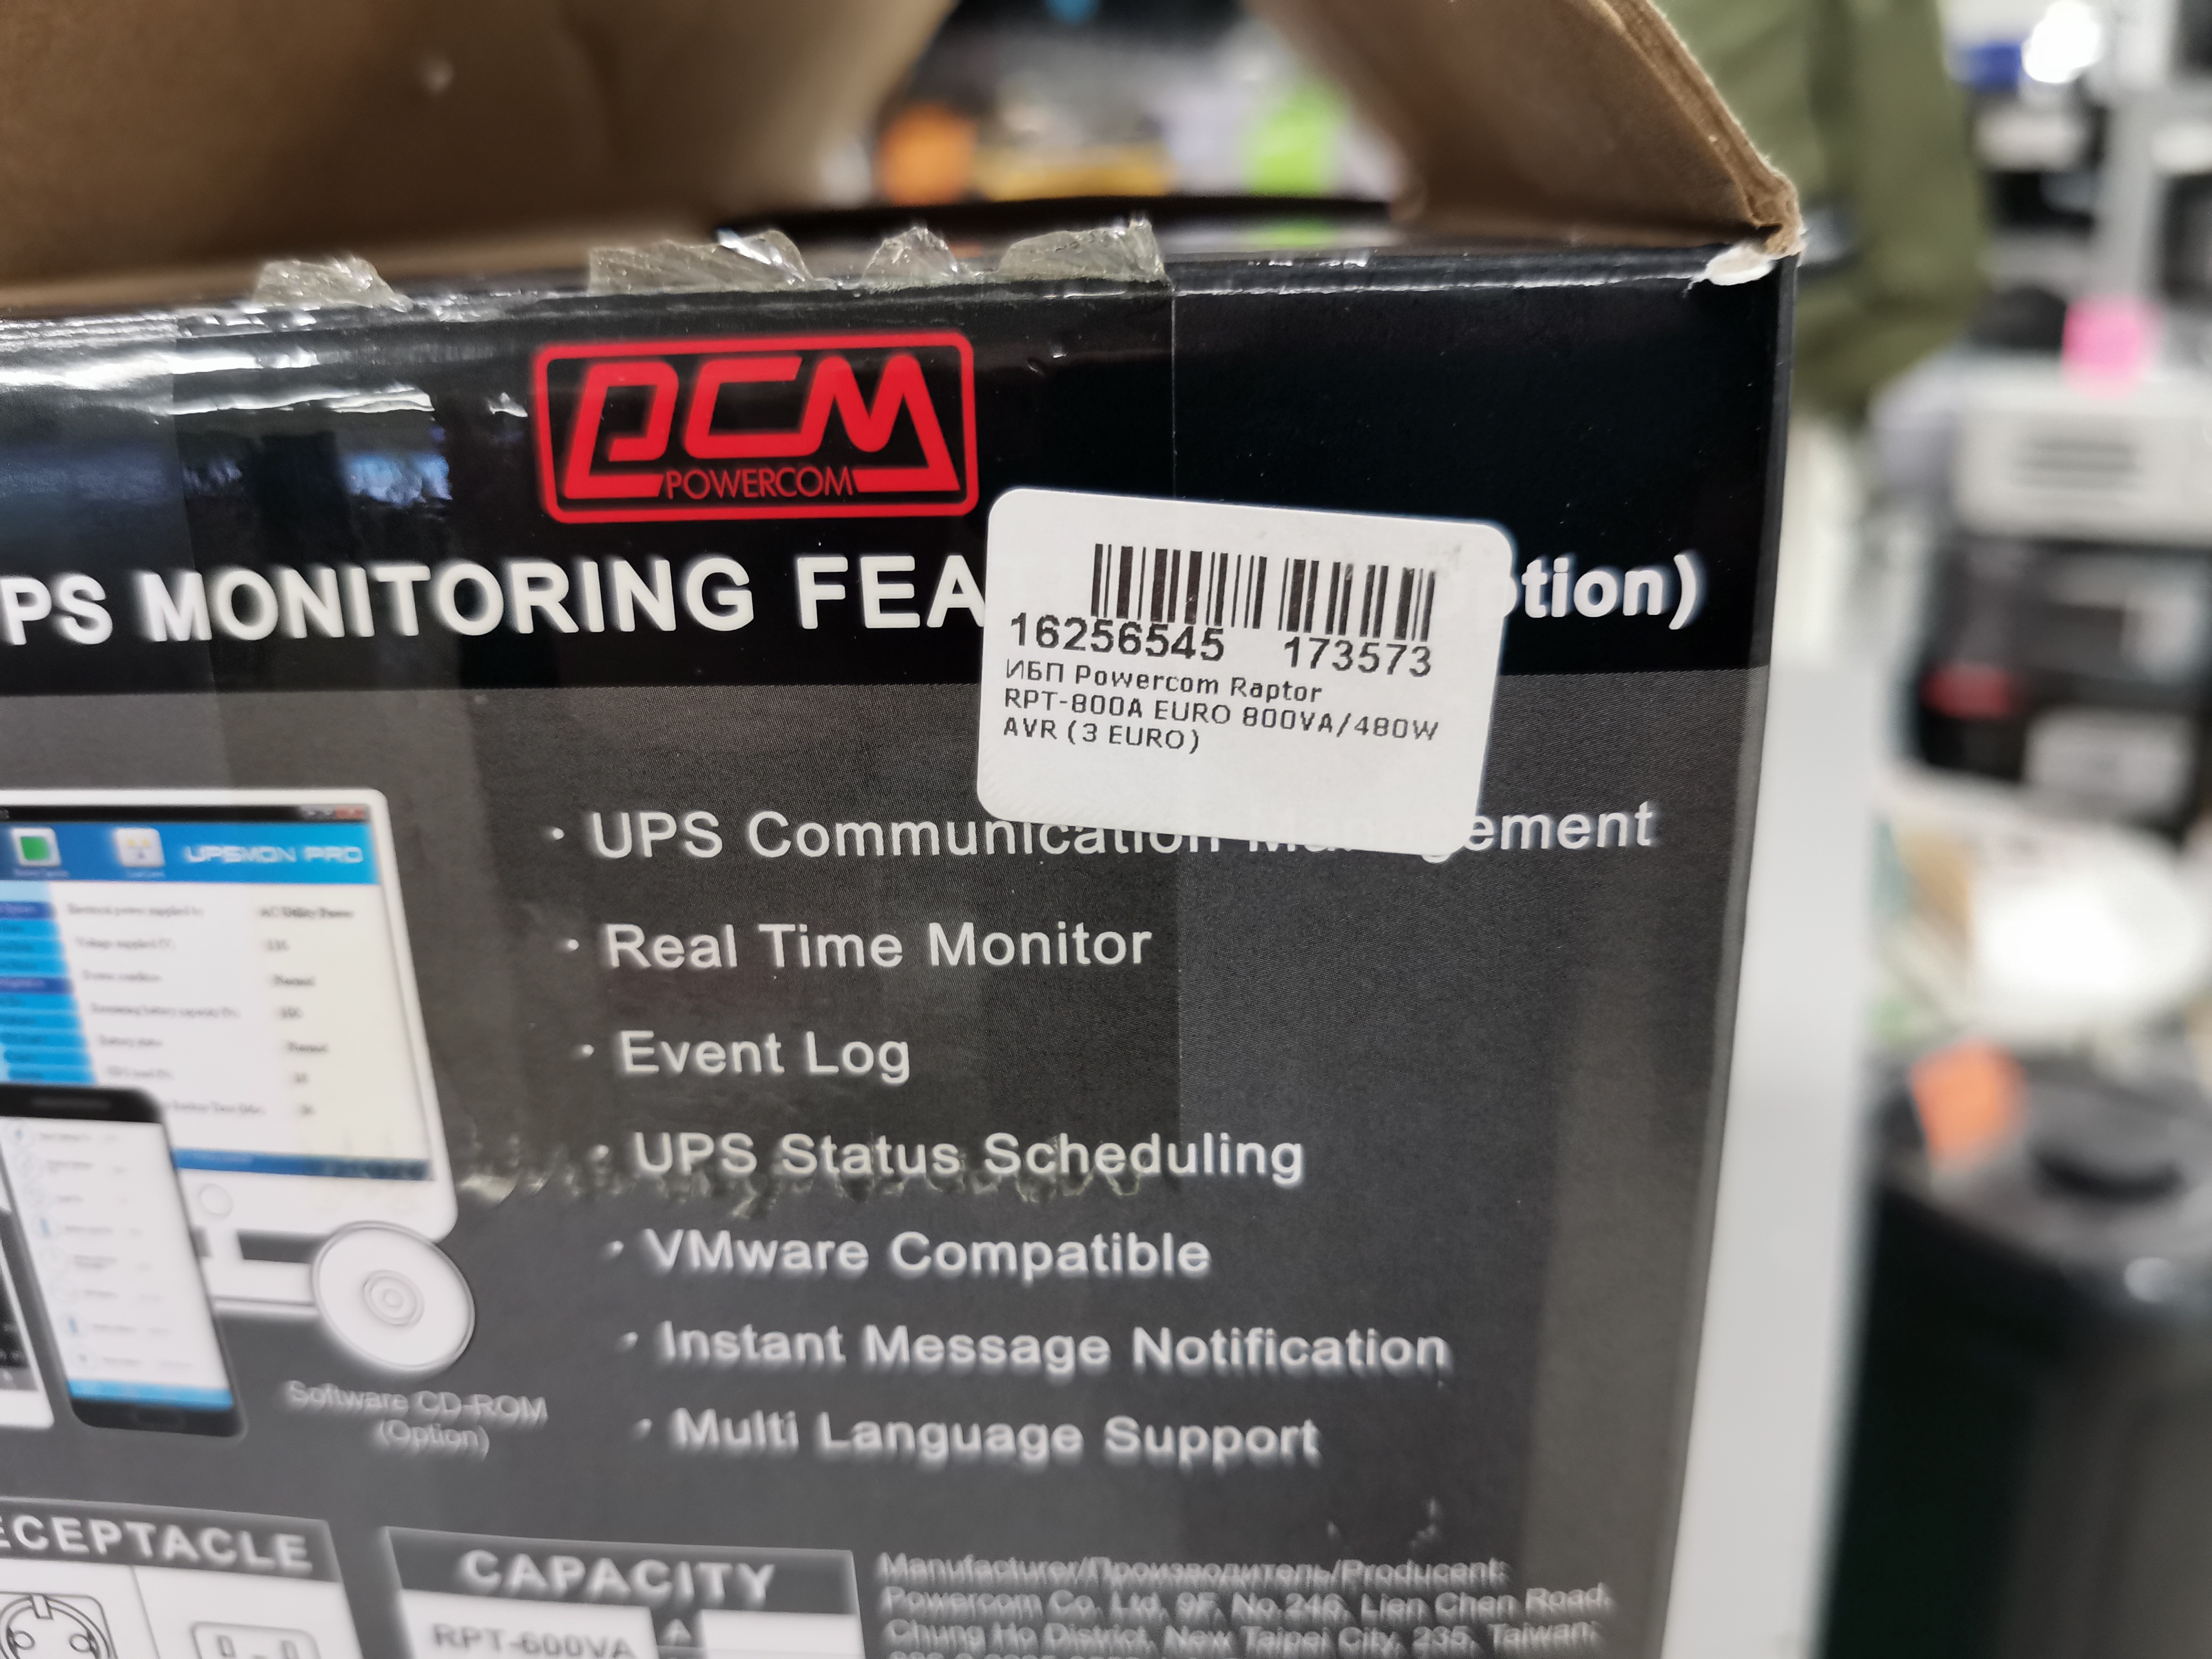 PCM
POWERCOM
PS MONITORING FEA
tion)
16256545 173573
ИБП Powercom Raptor
RPT-800A EURO 800VA/480W
AVR (3 EURO)
UPSMON PRO
· UPS Communication Management
· Real Time Monitor
· Event Log
· UPS Status Scheduling
· VMware Compatible
· Instant Message Notification
· Multi Language Support
Software CD-ROM
(Option)
ECEPTACLE
CAPACITY
RPT-600VA
Manufacturer/Производитель/Producent:
Powercom Co. Ltd, 9F, No.246, Lien Chen Road,
Chung Ho District, New Taipei City, 235, Taiwan;